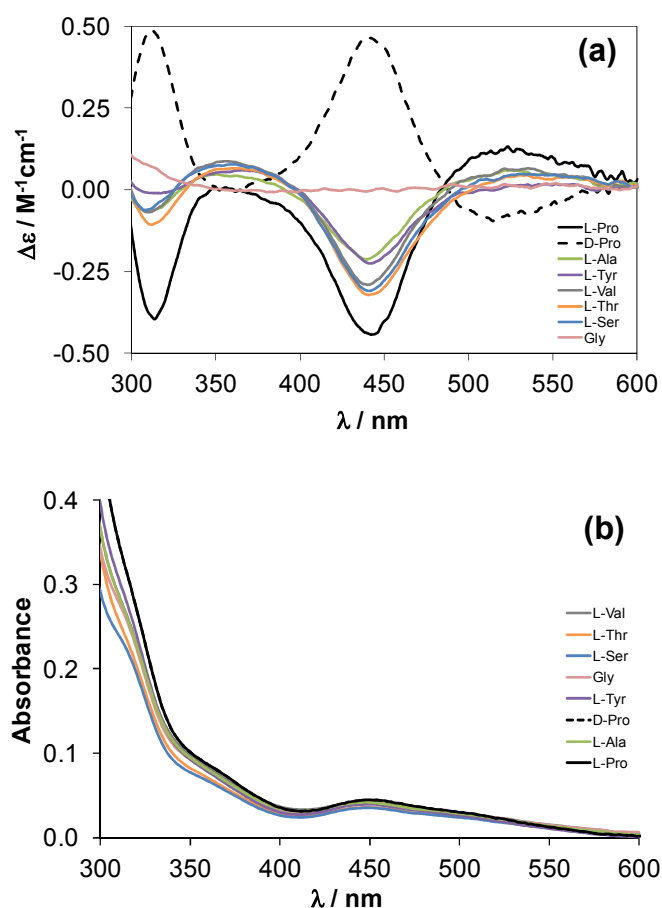 (a)
0.50
0.25
0.00
-0.25
-0.50
Δε / M⁻¹cm⁻¹
L-Pro
D-Pro
L-Ala
L-Tyr
L-Val
L-Thr
L-Ser
Gly
300 350 400 450 500 550 600
λ / nm
(b)
0.4
0.3
0.2
0.1
0.0
Absorbance
L-Val
L-Thr
L-Ser
Gly
L-Tyr
D-Pro
L-Ala
L-Pro
300 350 400 450 500 550 600
λ / nm